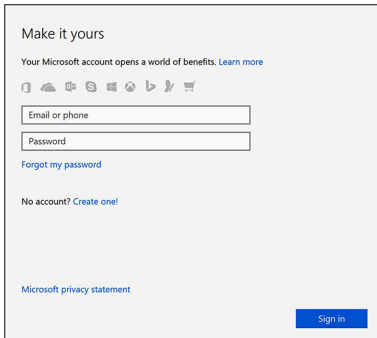 Make it yours
Your Microsoft account opens a world of benefits. Learn more
Email or phone
Password
Forgot my password
No account? Create one!
Microsoft privacy statement
Sign in